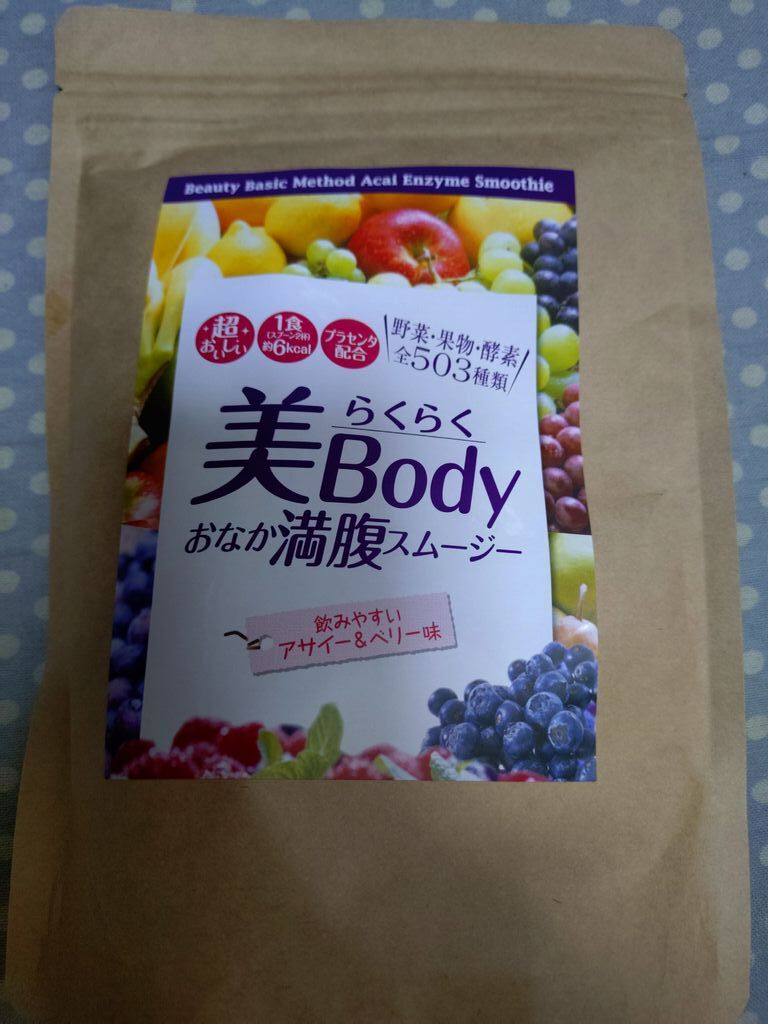 Beauty Basic Method Acai Enzyme Smoothie
超
おいしい
1食
(スプーン2杯)
約6kcal
プラセンタ
配合
野菜・果物・酵素
全503種類
らくらく
美Body
おなか満腹スムージー
飲みやすい
アサイー&ベリー味